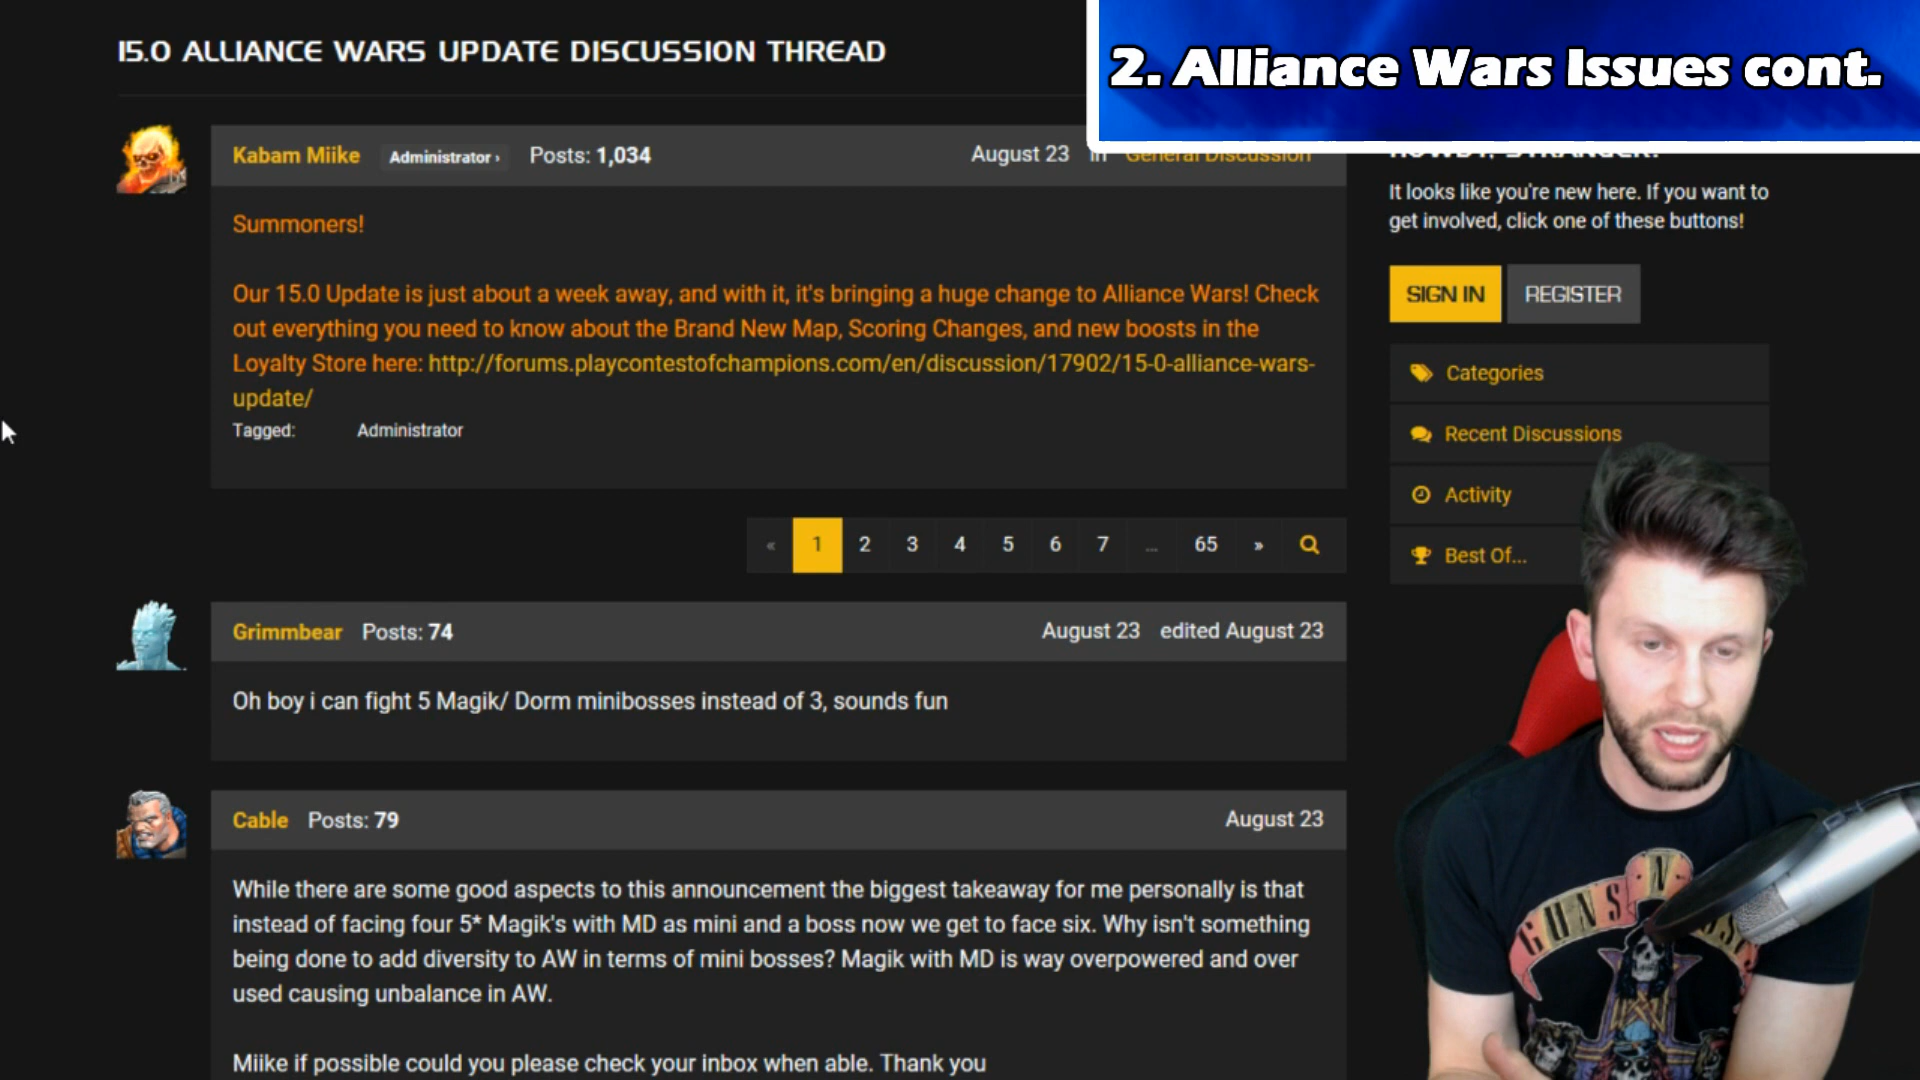 15.0 ALLIANCE WARS UPDATE DISCUSSION THREAD
2. Alliance Wars Issues cont.
Kabam Miike Administrator › Posts: 1,034 August 23 in General Discussion
Summoners!
Our 15.0 Update is just about a week away, and with it, it's bringing a huge change to Alliance Wars! Check
out everything you need to know about the Brand New Map, Scoring Changes, and new boosts in the
Loyalty Store here: http://forums.playcontestofchampions.com/en/discussion/17902/15-0-alliance-wars-
update/
Tagged: Administrator
« 1 2 3 4 5 6 7 ... 65 »
Grimmbear Posts: 74 August 23 edited August 23
Oh boy i can fight 5 Magik/ Dorm minibosses instead of 3, sounds fun
Cable Posts: 79 August 23
While there are some good aspects to this announcement the biggest takeaway for me personally is that
instead of facing four 5* Magik's with MD as mini and a boss now we get to face six. Why isn't something
being done to add diversity to AW in terms of mini bosses? Magik with MD is way overpowered and over
used causing unbalance in AW.
Miike if possible could you please check your inbox when able. Thank you
HOWDY, STRANGER!
It looks like you're new here. If you want to
get involved, click one of these buttons!
SIGN IN REGISTER
Categories
Recent Discussions
Activity
Best Of...
GUNS N